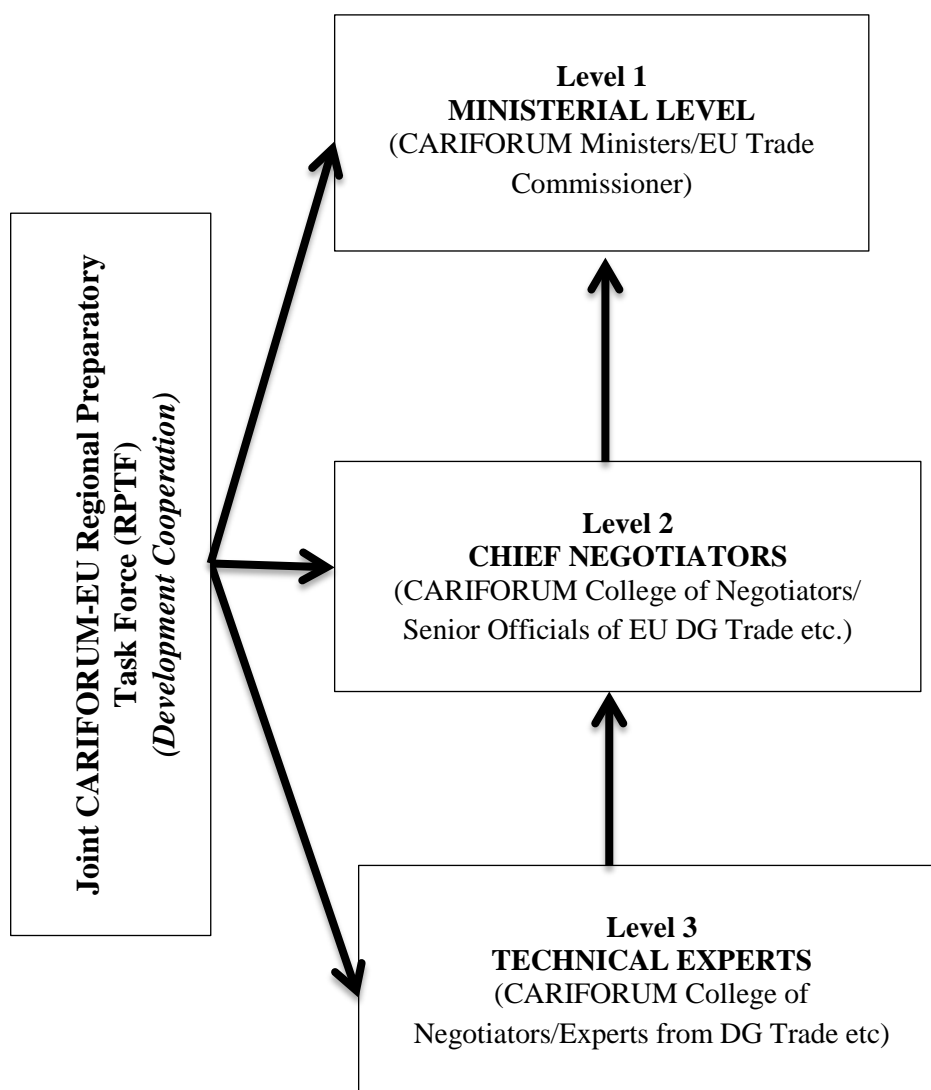 Level 1
MINISTERIAL LEVEL
(CARIFORUM Ministers/EU Trade
Commissioner)
Joint CARIFORUM-EU Regional Preparatory
Task Force (RPTF)
(Development Cooperation)
Level 2
CHIEF NEGOTIATORS
(CARIFORUM College of Negotiators/
Senior Officials of EU DG Trade etc.)
Level 3
TECHNICAL EXPERTS
(CARIFORUM College of
Negotiators/Experts from DG Trade etc)